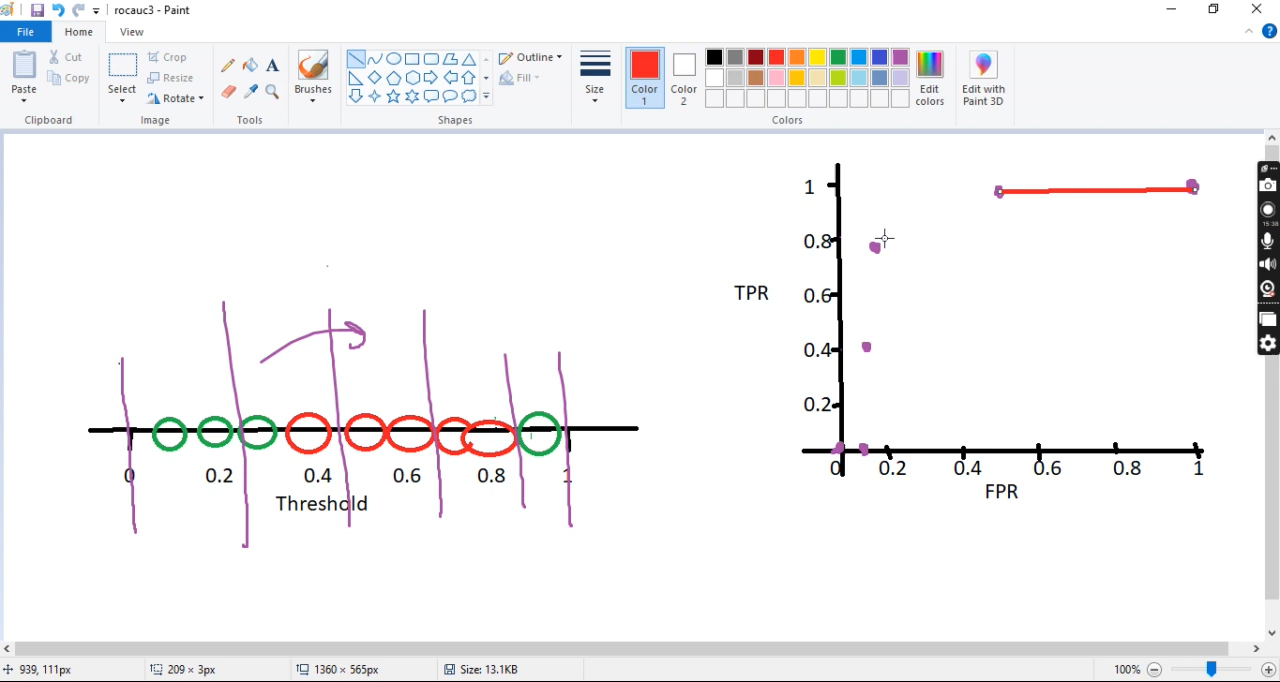 rocauc3 - Paint
File Home View
Paste
Cut
Copy
Clipboard
Select
Crop
Resize
Rotate
Image
A
Tools
Brushes
Shapes
Outline
Fill
Size
Color 1
Color 2
Edit colors
Colors
Edit with Paint 3D
15:38
1
0.8
0.6
0.4
0.2
TPR
0 0.2 0.4 0.6 0.8 1
FPR
0 0.2 0.4 0.6 0.8 1
Threshold
939, 111px
209 × 3px
1360 × 565px
Size: 13.1KB
100%